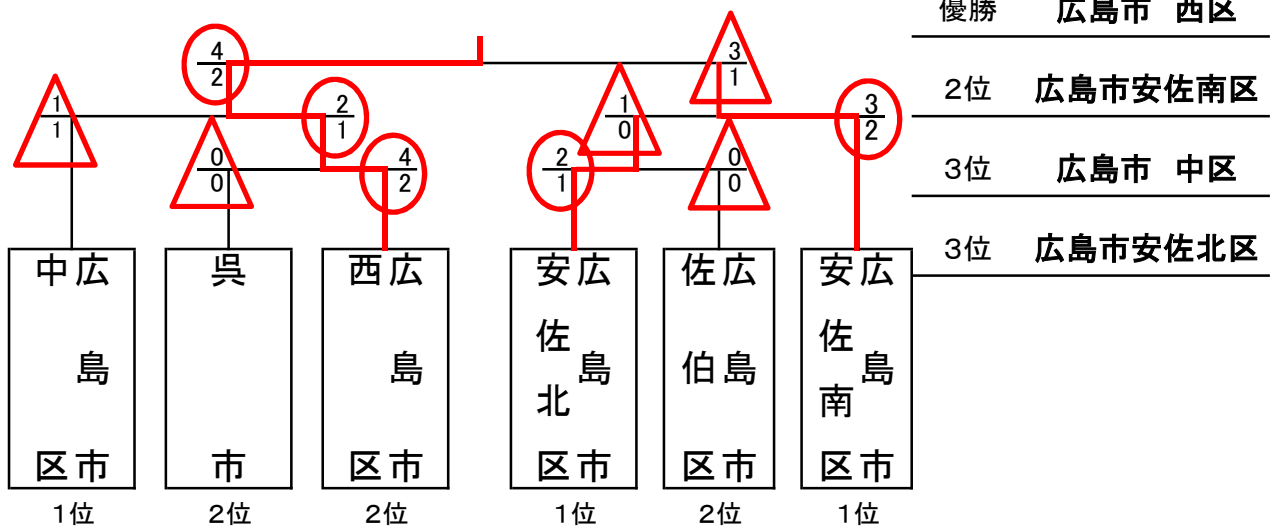 優勝 広島市 西区
4
2
3
1
2位 広島市安佐南区
1
1
2
1
1
0
3
2
3位 広島市 中区
0
0
4
2
2
1
0
0
3位 広島市安佐北区
広島市中区
呉市
広島市西区
広島市安佐北区
広島市佐伯区
広島市安佐南区
1位
2位
2位
1位
2位
1位